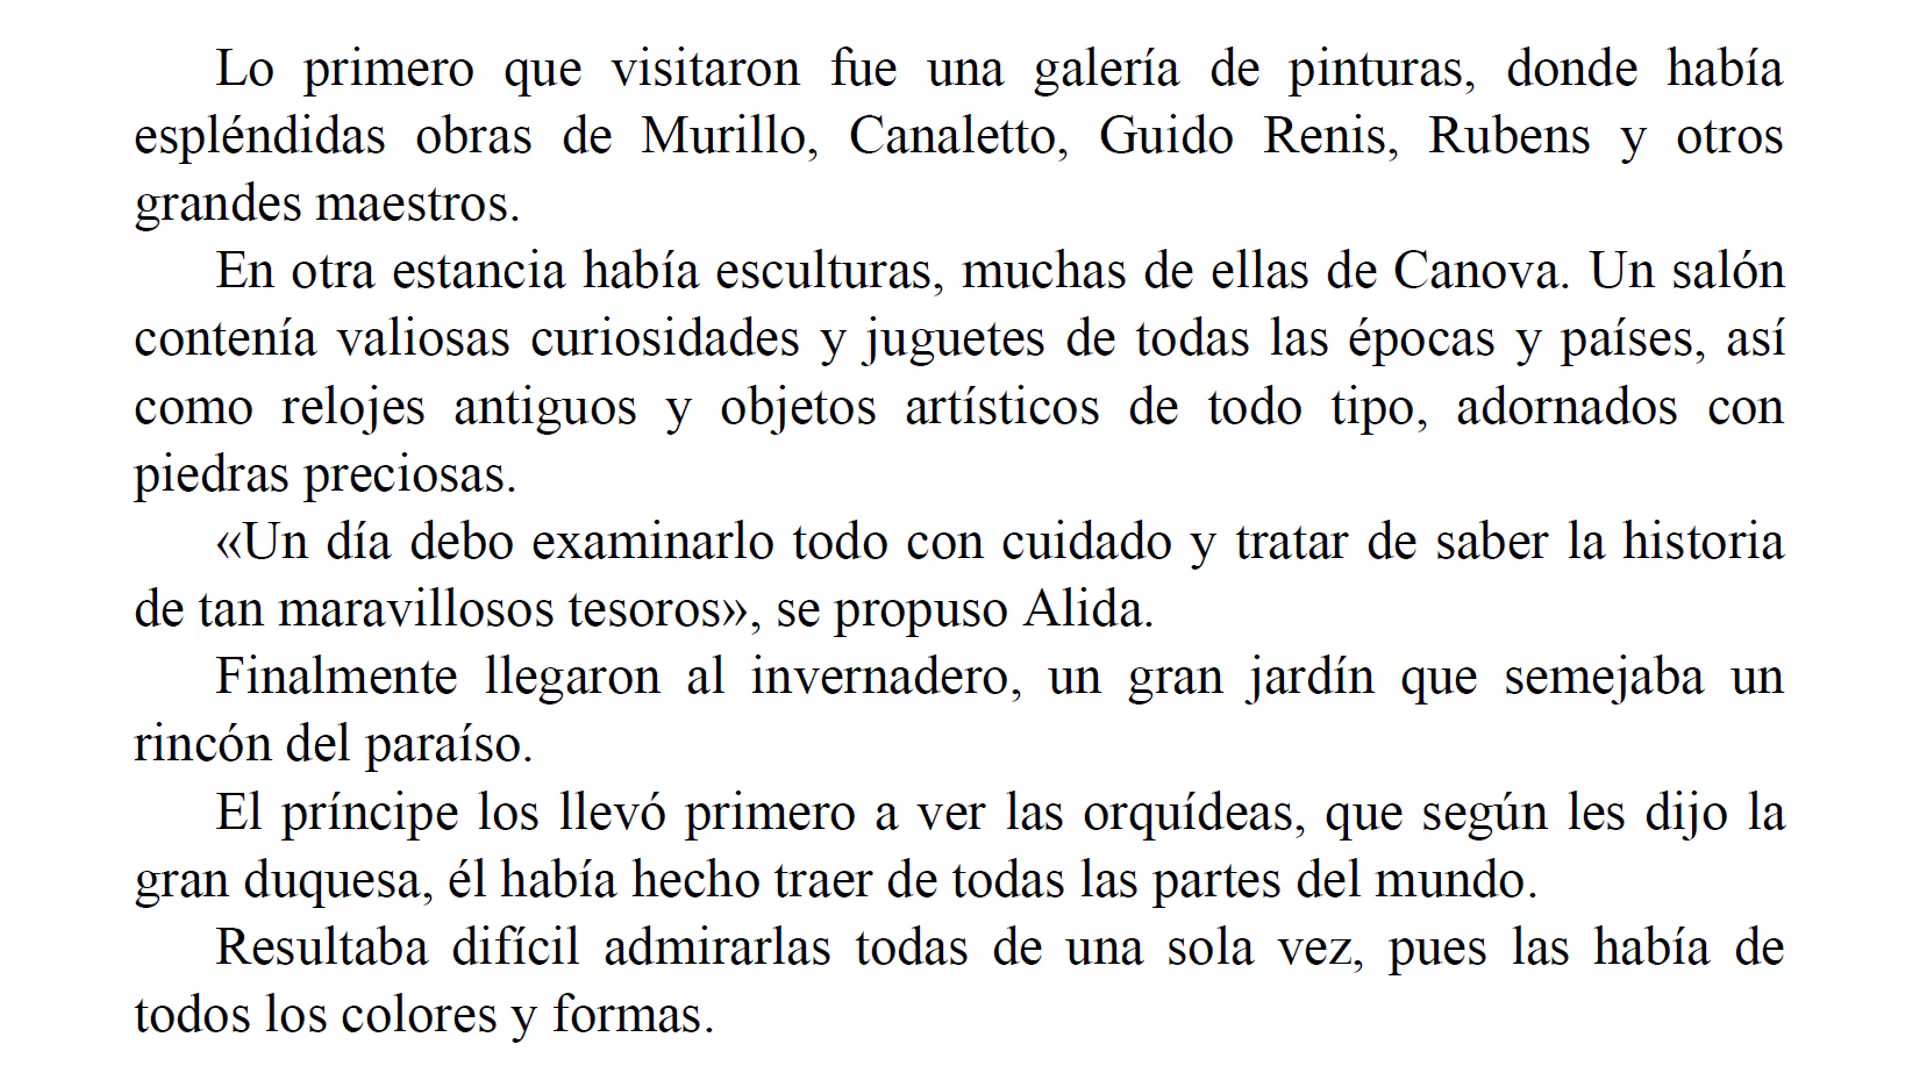 Lo primero que visitaron fue una galería de pinturas, donde había
espléndidas obras de Murillo, Canaletto, Guido Renis, Rubens y otros
grandes maestros.
En otra estancia había esculturas, muchas de ellas de Canova. Un salón
contenía valiosas curiosidades y juguetes de todas las épocas y países, así
como relojes antiguos y objetos artísticos de todo tipo, adornados con
piedras preciosas.
«Un día debo examinarlo todo con cuidado y tratar de saber la historia
de tan maravillosos tesoros», se propuso Alida.
Finalmente llegaron al invernadero, un gran jardín que semejaba un
rincón del paraíso.
El príncipe los llevó primero a ver las orquídeas, que según les dijo la
gran duquesa, él había hecho traer de todas las partes del mundo.
Resultaba difícil admirarlas todas de una sola vez, pues las había de
todos los colores y formas.